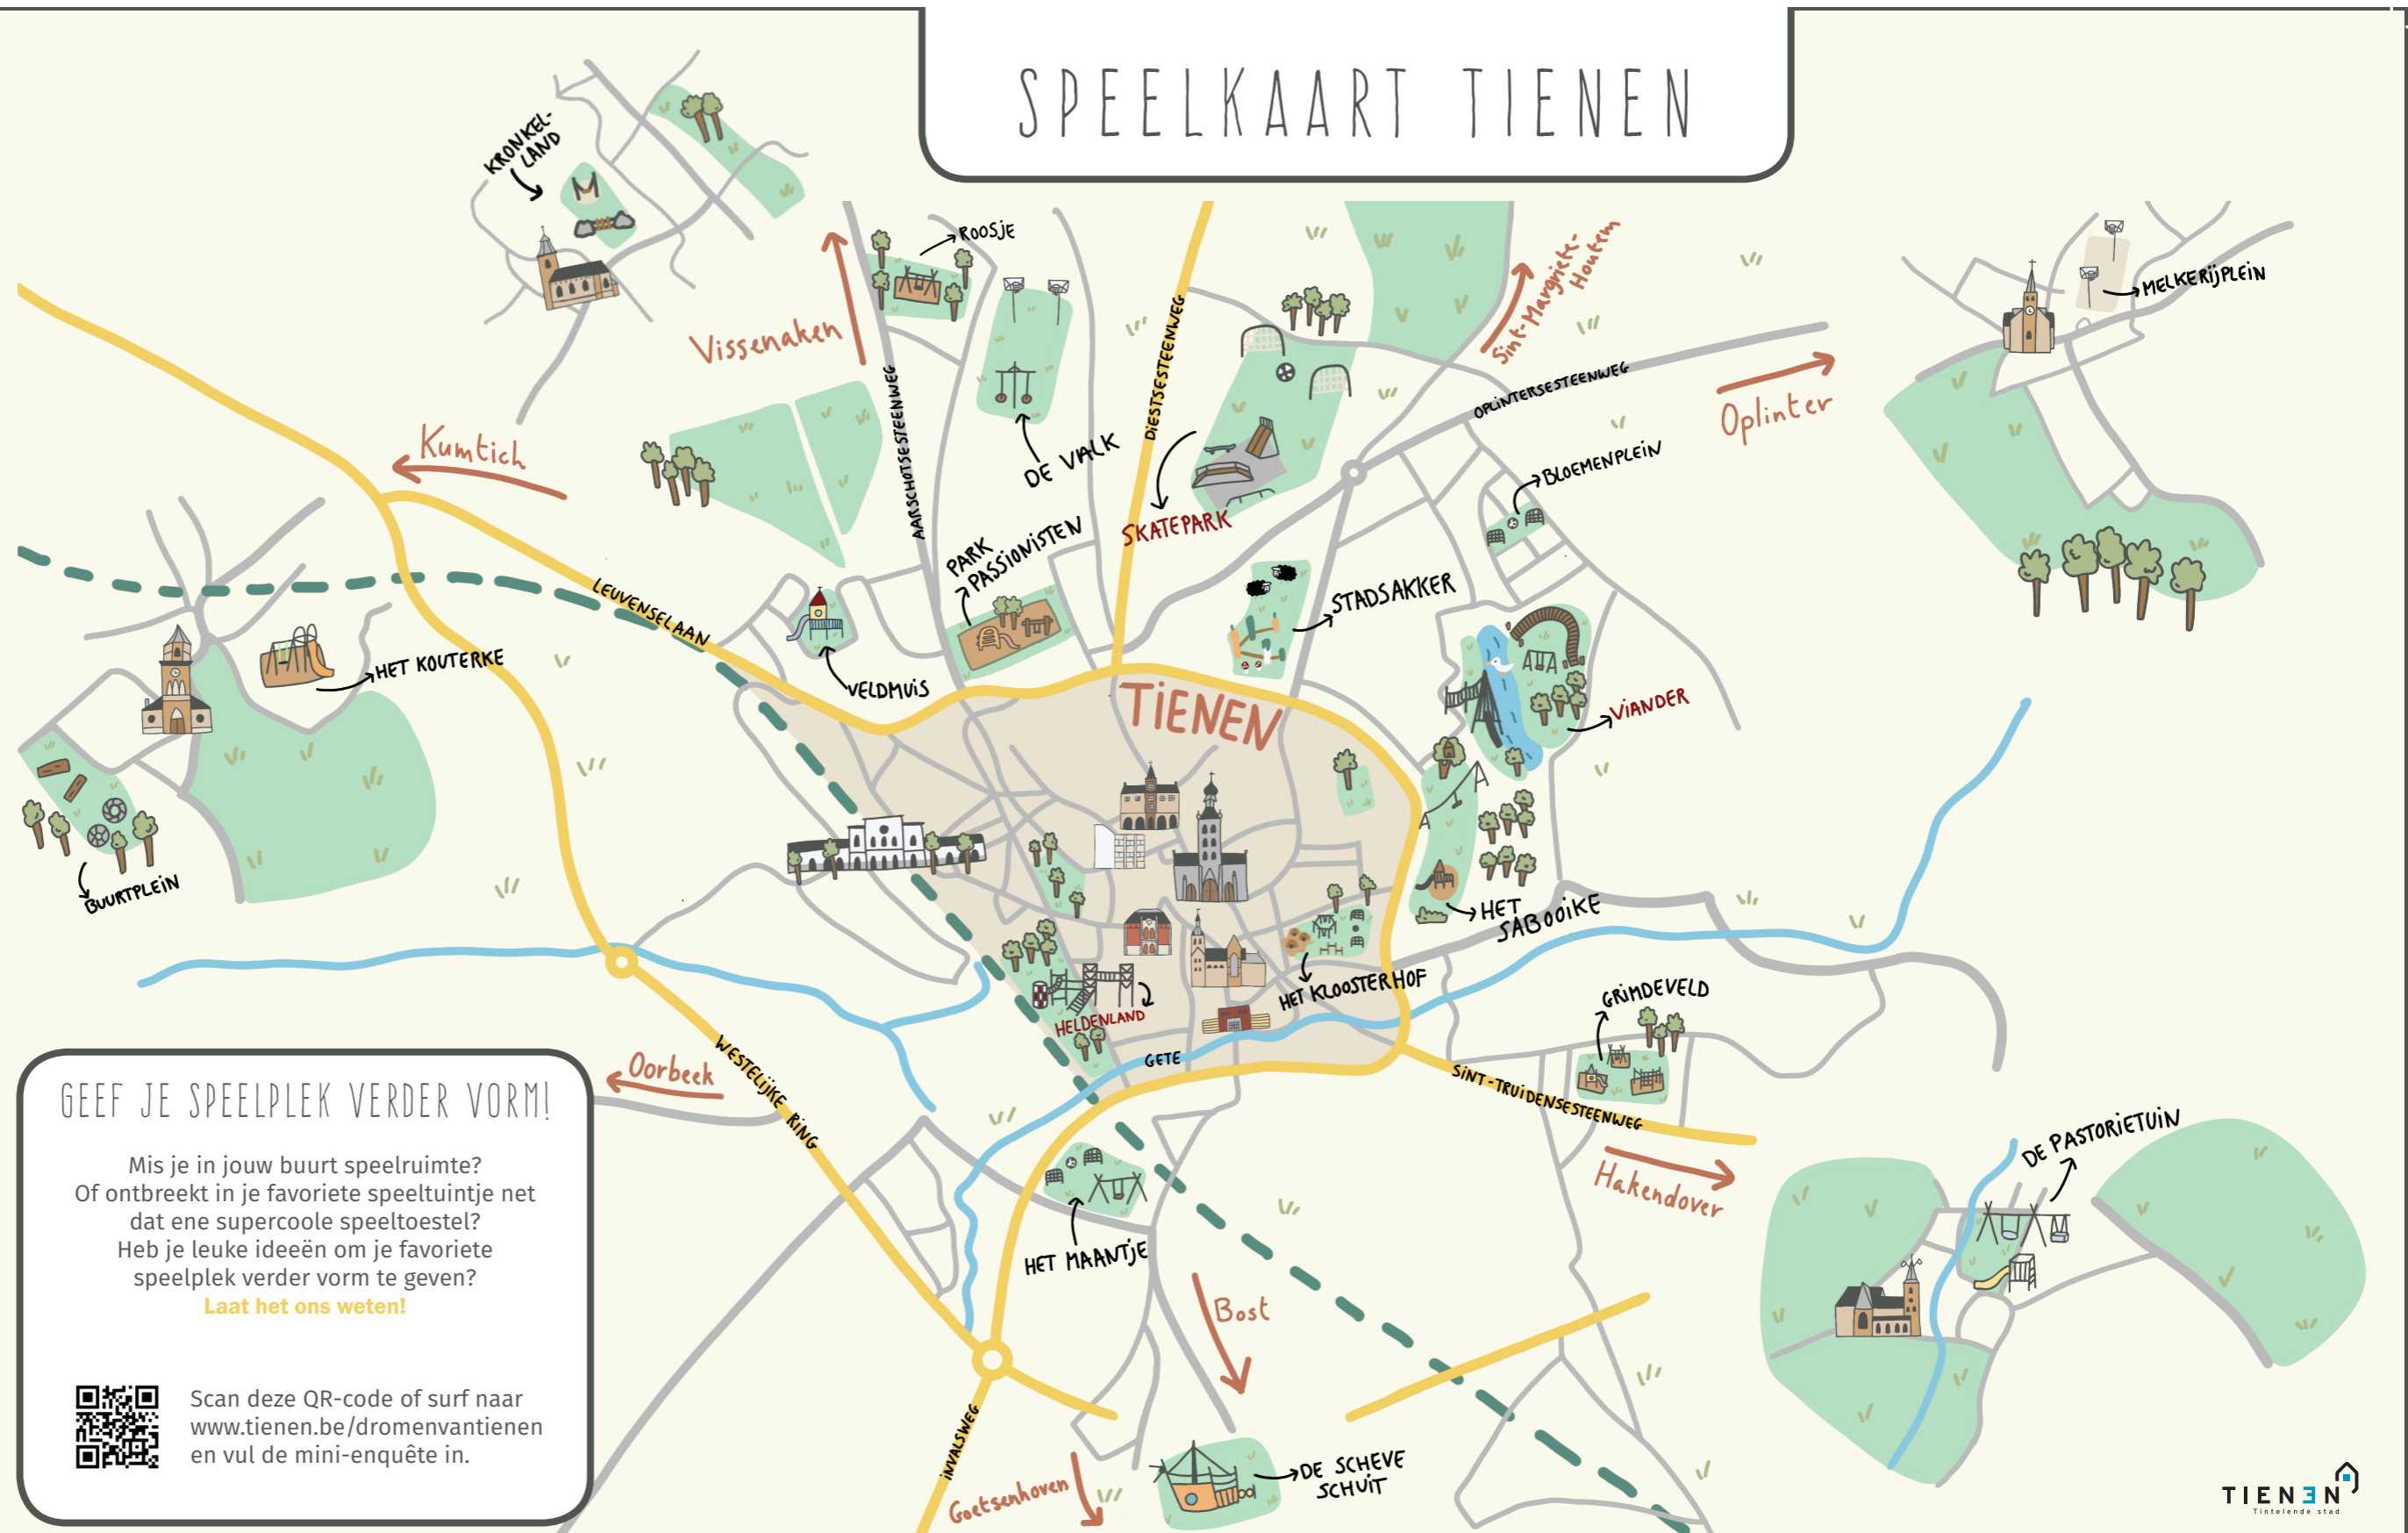 SPEELKAART TIENEN
KRONKEL-
LAND
ROOSJE
Vissenaken
Sint-Margriete-
Houtem
MELKERIJPLEIN
AARSCHOTSESTEENWEG
DIESTSESTEENWEG
OPLINTERSESTEENWEG
Oplinter
Kumtich
DE VALK
BLOEMENPLEIN
SKATEPARK
PARK
PASSIONISTEN
LEUVENSELAAN
STADSAKKER
HET KOUTERKE
VELDMUIS
TIENEN
VIANDER
BUURTPLEIN
HET
SABOOIKE
HET KLOOSTERHOF
HELDENLAND
GRIMDEVELD
GETE
WESTELIJKE RING
Oorbeek
SINT-TRUIDENSESTEENWEG
Hakendover
DE PASTORIETUIN
HET MAANTJE
Bost
INVALSWEG
Goetsenhoven
DE SCHEVE
SCHUIT
GEEF JE SPEELPLEK VERDER VORM!
Mis je in jouw buurt speelruimte?
Of ontbreekt in je favoriete speeltuintje net
dat ene supercoole speeltoestel?
Heb je leuke ideeën om je favoriete
speelplek verder vorm te geven?
Laat het ons weten!
Scan deze QR-code of surf naar
www.tienen.be/dromenvantienen
en vul de mini-enquête in.
TIENEN
Tintelende stad